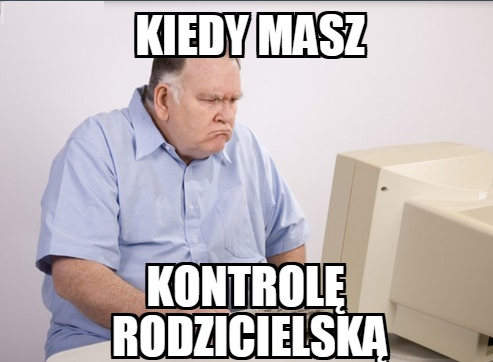 KIEDY MASZ
KONTROLĘ
RODZICIELSKĄ